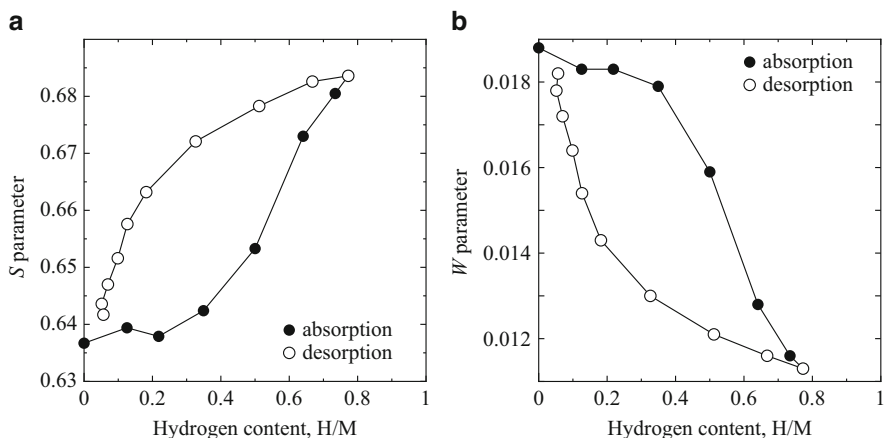 a
S parameter
0.68
0.67
0.66
0.65
0.64
0.63
absorption
desorption
0 0.2 0.4 0.6 0.8 1
Hydrogen content, H/M
b
W parameter
0.018
0.016
0.014
0.012
absorption
desorption
0 0.2 0.4 0.6 0.8 1
Hydrogen content, H/M